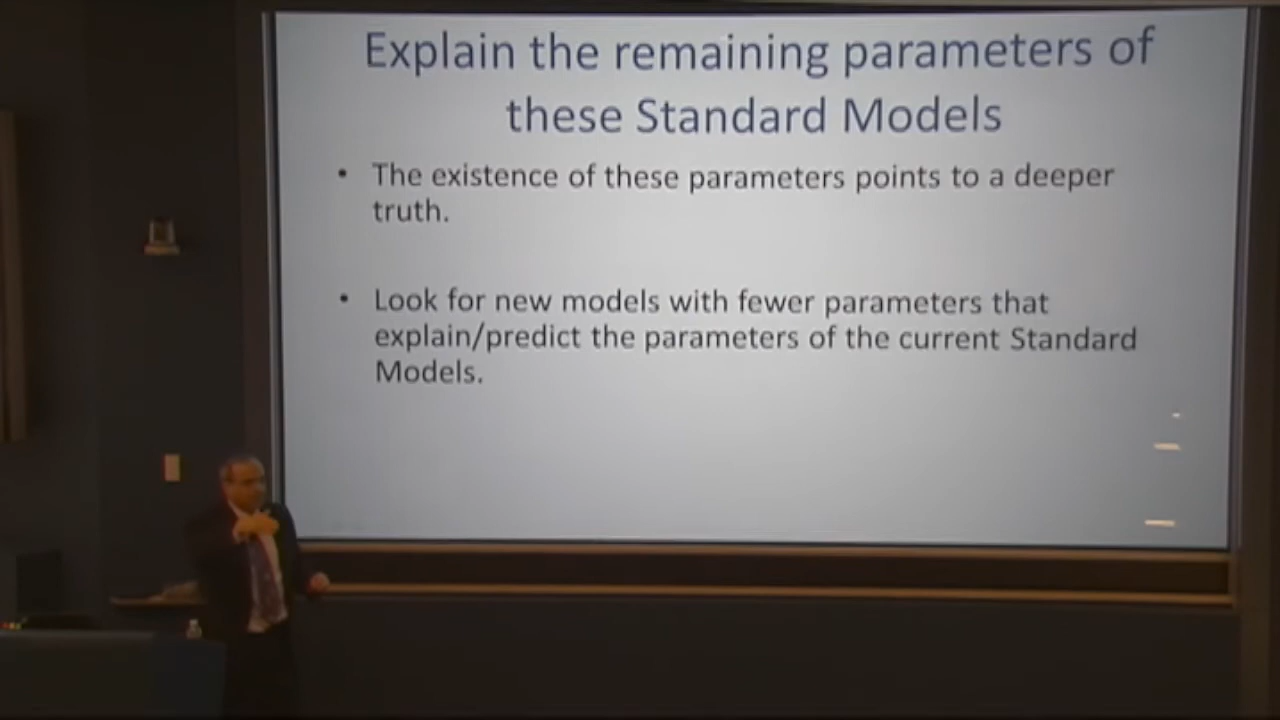 Explain the remaining parameters of
these Standard Models
• The existence of these parameters points to a deeper
truth.
• Look for new models with fewer parameters that
explain/predict the parameters of the current Standard
Models.